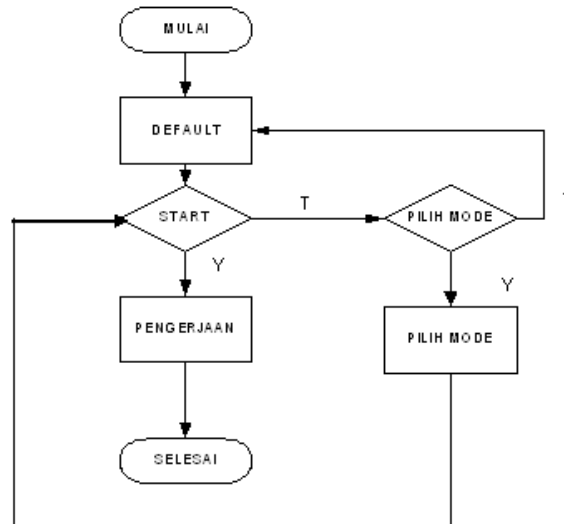 MULAI
DEFAULT
START
T
PILIH MODE
Y
Y
PENGERJAAN
PILIH MODE
SELESAI